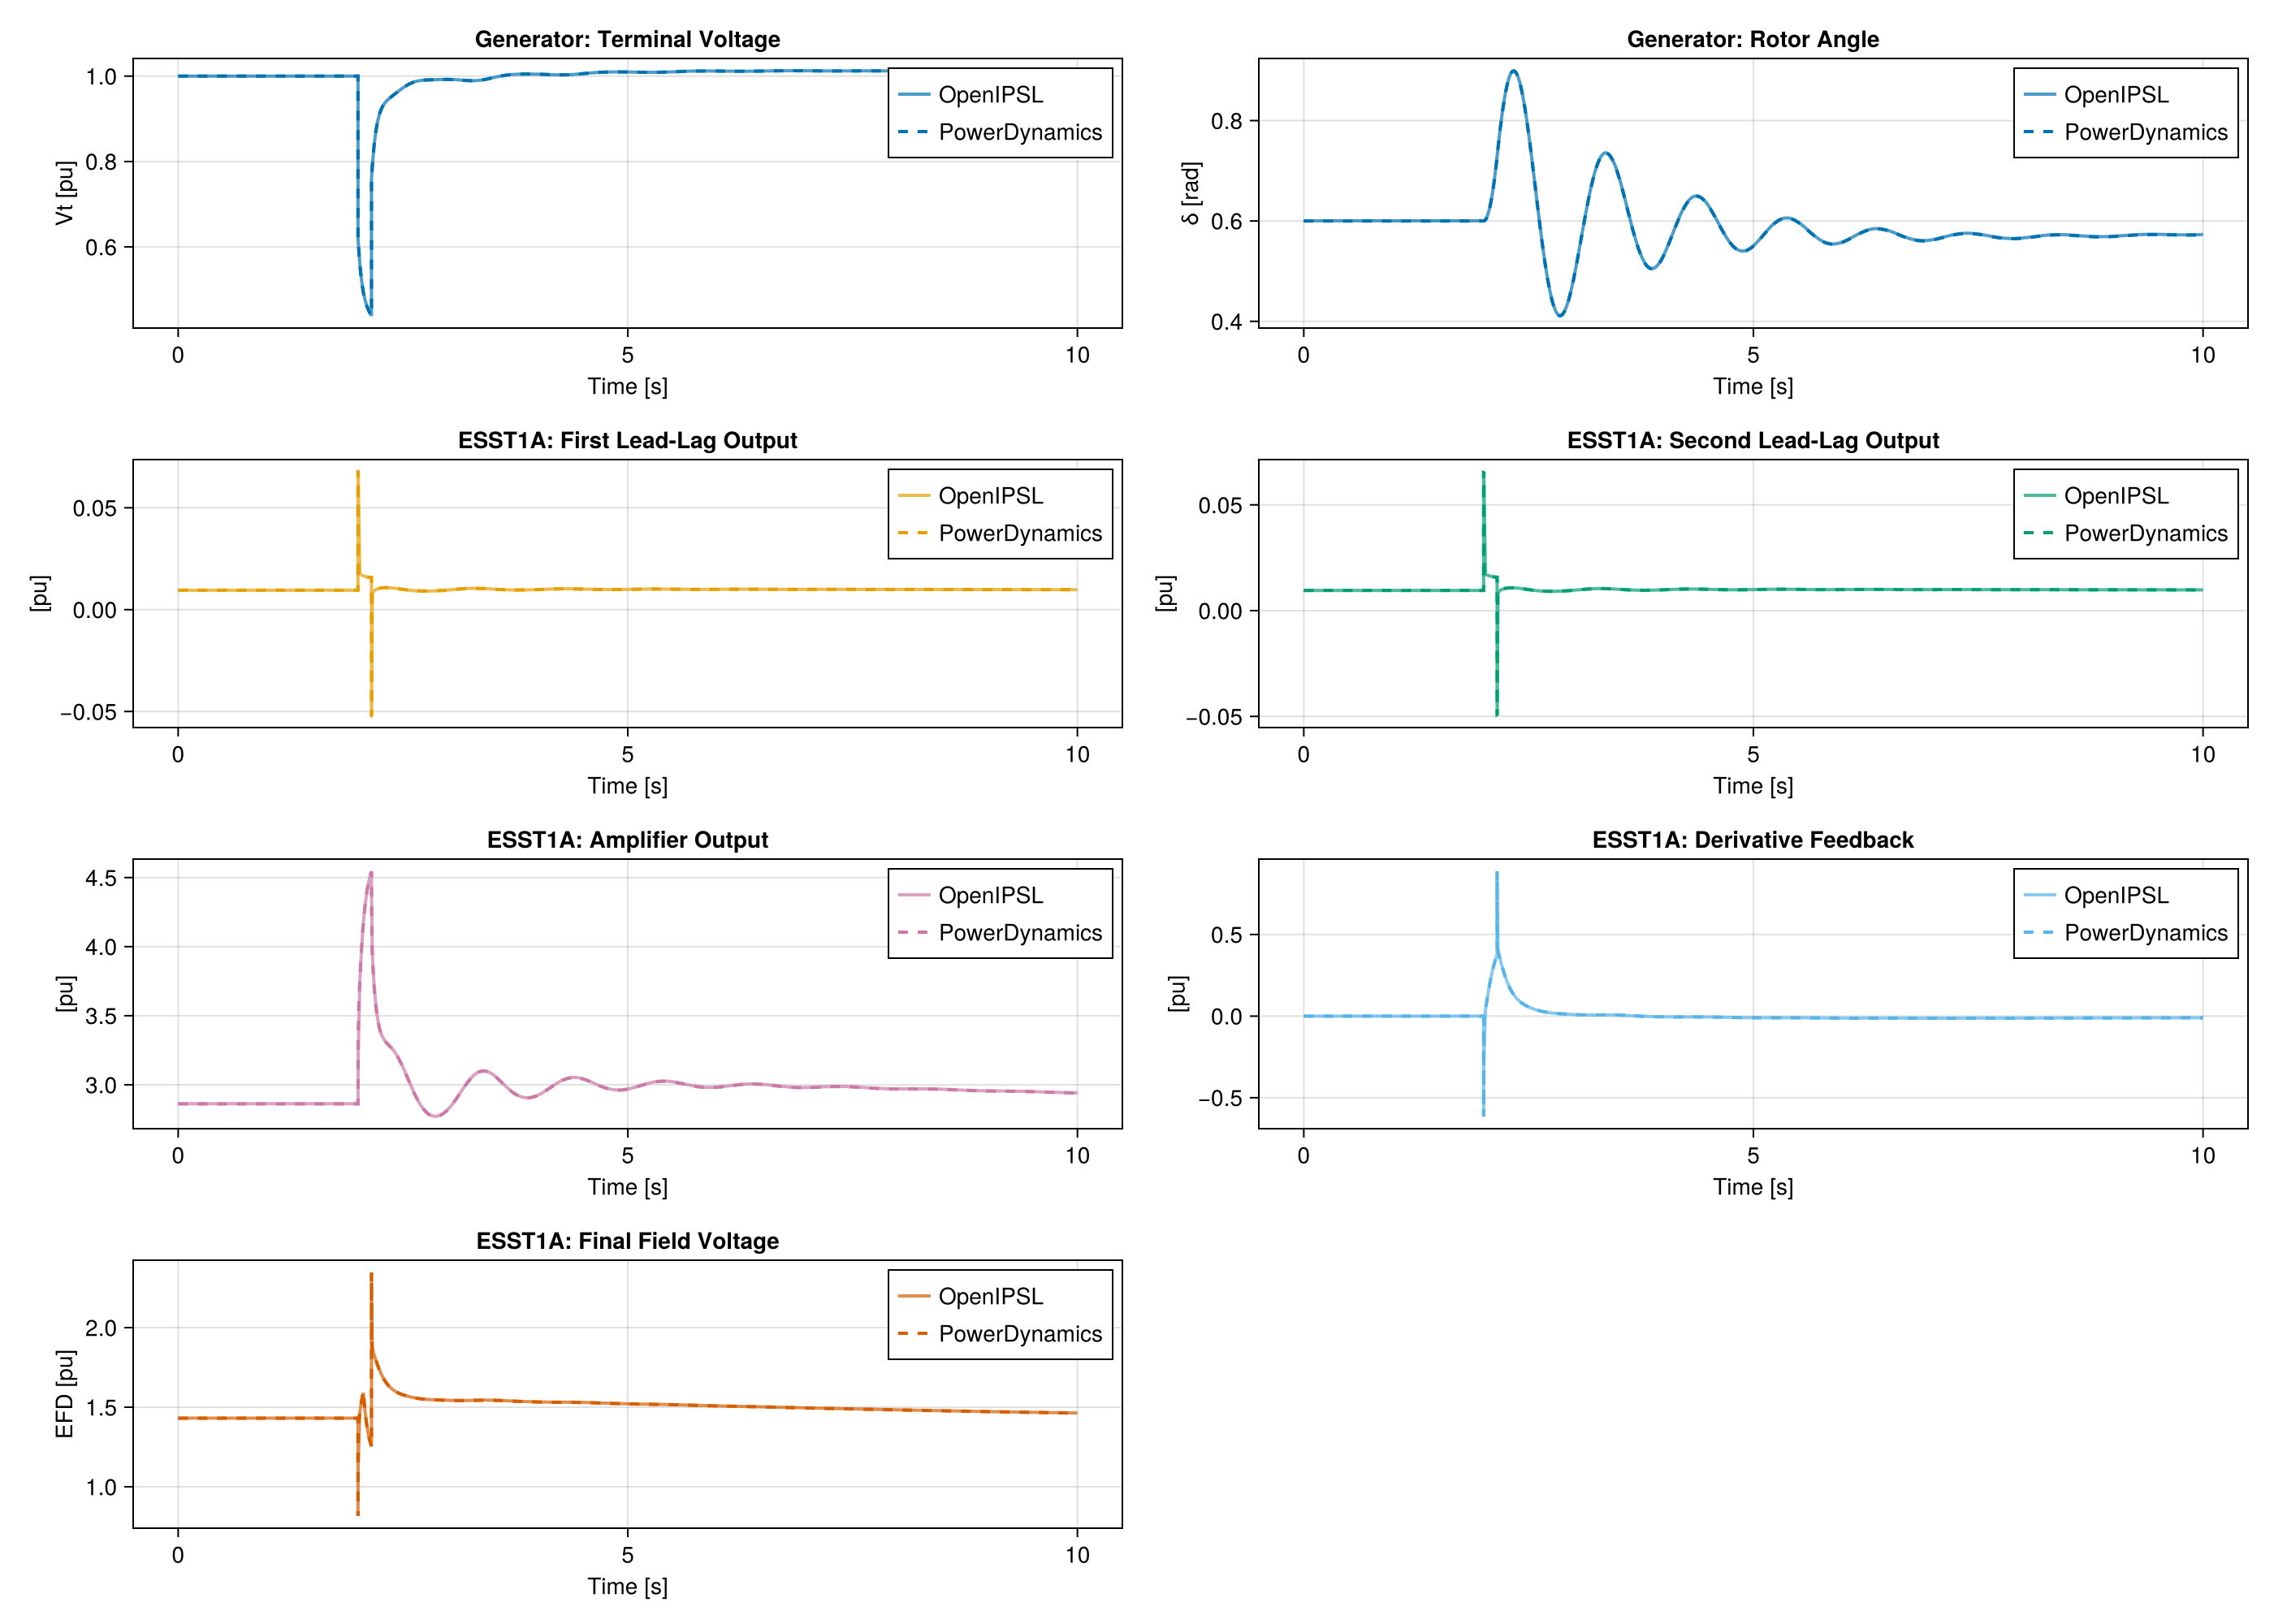 Generator: Terminal Voltage
Vt [pu]
1.0
0.8
0.6
0
5
10
Time [s]
OpenIPSL
PowerDynamics
Generator: Rotor Angle
δ [rad]
0.8
0.6
0.4
0
5
10
Time [s]
OpenIPSL
PowerDynamics
ESST1A: First Lead-Lag Output
[pu]
0.05
0.00
−0.05
0
5
10
Time [s]
OpenIPSL
PowerDynamics
ESST1A: Second Lead-Lag Output
[pu]
0.05
0.00
−0.05
0
5
10
Time [s]
OpenIPSL
PowerDynamics
ESST1A: Amplifier Output
[pu]
4.5
4.0
3.5
3.0
0
5
10
Time [s]
OpenIPSL
PowerDynamics
ESST1A: Derivative Feedback
[pu]
0.5
0.0
−0.5
0
5
10
Time [s]
OpenIPSL
PowerDynamics
ESST1A: Final Field Voltage
EFD [pu]
2.0
1.5
1.0
0
5
10
Time [s]
OpenIPSL
PowerDynamics